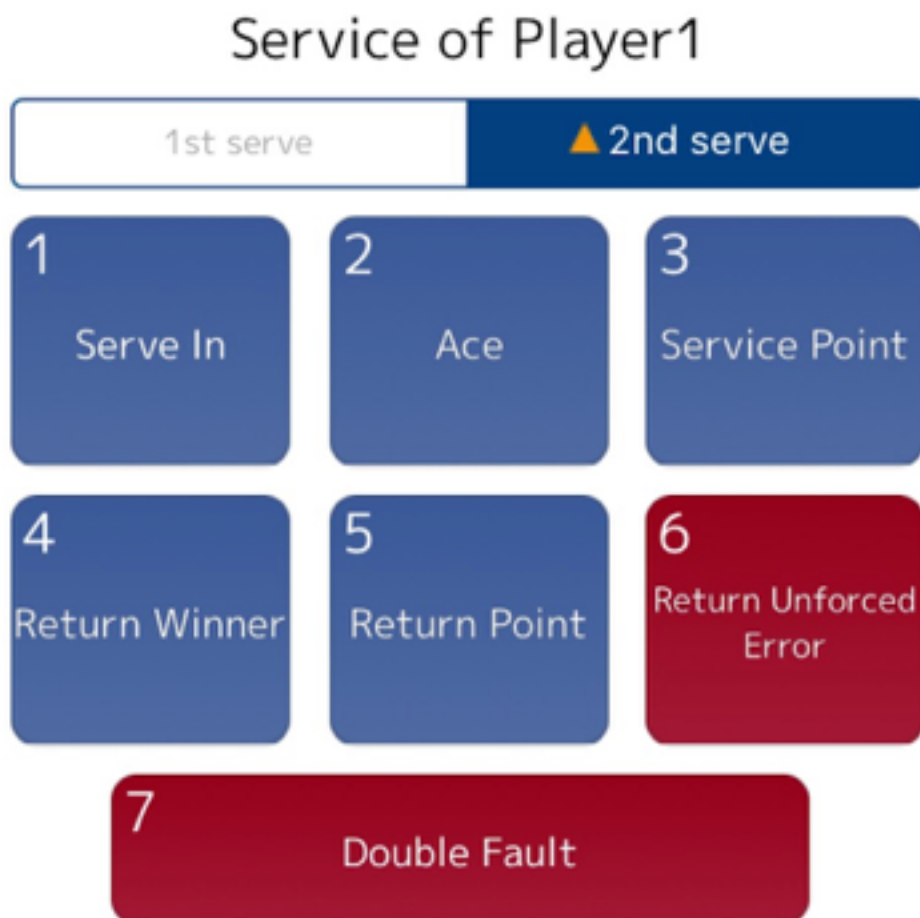 Service of Player1
1st serve
2nd serve
1
Serve In
2
Ace
3
Service Point
4
Return Winner
5
Return Point
6
Return Unforced
Error
7
Double Fault